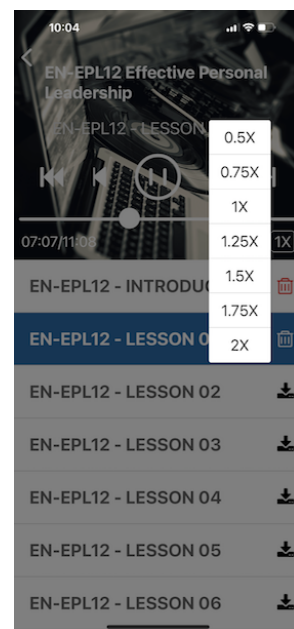 10:04
EN-EPL12 Effective Personal
Leadership
EN-EPL12 - LESSON
0.5X
0.75X
1X
1.25X
1.5X
1.75X
2X
07:07/11:08
1X
EN-EPL12 - INTRODUC
EN-EPL12 - LESSON 0
EN-EPL12 - LESSON 02
EN-EPL12 - LESSON 03
EN-EPL12 - LESSON 04
EN-EPL12 - LESSON 05
EN-EPL12 - LESSON 06